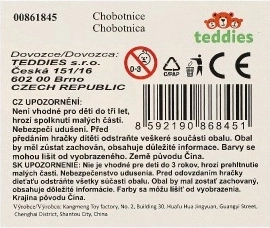 00861845
Chobotnice
Chobotnica
teddies
Dovozce/Dovozca:
TEDDIES s.r.o.
Česká 151/16
602 00 Brno
CZECH REPUBLIC
0-3
C/PAP
8 592190 868451
CZ UPOZORNĚNÍ:
Není vhodné pro děti do tří let,
hrozí spolknutí malých částí.
Nebezpečí udušení. Před
předáním hračky dítěti odstraňte veškeré součásti obalu. Obal
by měl zůstat zachován, obsahuje důležité informace. Barvy se
mohou lišit od vyobrazení. Země původu Čína.
SK UPOZORNENIE: Nie je vhodné pre deti do 3 rokov, hrozí prehltnutie
malých častí. Nebezpečenstvo udusenia. Pred odovzdaním hračky
dieťaťu odstráňte všetky súčasti obalu. Obal by mal zostať zachovaný,
obsahuje dôležité informácie. Farby sa môžu líšiť od vyobrazenia.
Krajina pôvodu Čína.
Výrobce/Výrobca: Kangmeng Toy factory, No. 2, Building 30, Huafu Hua Jingyuan, Guangyi Street,
Chenghai District, Shantou City, China